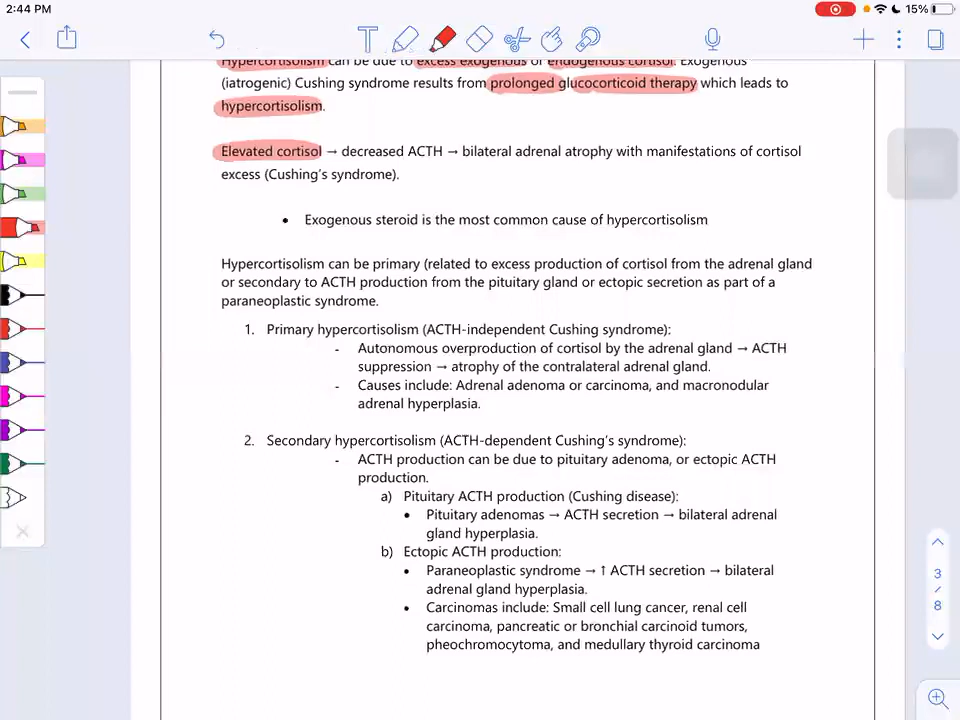 2:44 PM
15%
T
Hypercortisolism can be due to excess exogenous or endogenous cortisol. Exogenous
(iatrogenic) Cushing syndrome results from prolonged glucocorticoid therapy which leads to
hypercortisolism.
Elevated cortisol → decreased ACTH → bilateral adrenal atrophy with manifestations of cortisol
excess (Cushing's syndrome).
• Exogenous steroid is the most common cause of hypercortisolism
Hypercortisolism can be primary (related to excess production of cortisol from the adrenal gland
or secondary to ACTH production from the pituitary gland or ectopic secretion as part of a
paraneoplastic syndrome.
1. Primary hypercortisolism (ACTH-independent Cushing syndrome):
- Autonomous overproduction of cortisol by the adrenal gland → ACTH
suppression → atrophy of the contralateral adrenal gland.
- Causes include: Adrenal adenoma or carcinoma, and macronodular
adrenal hyperplasia.
2. Secondary hypercortisolism (ACTH-dependent Cushing's syndrome):
- ACTH production can be due to pituitary adenoma, or ectopic ACTH
production.
a) Pituitary ACTH production (Cushing disease):
• Pituitary adenomas → ACTH secretion → bilateral adrenal
gland hyperplasia.
b) Ectopic ACTH production:
• Paraneoplastic syndrome → ↑ ACTH secretion → bilateral
adrenal gland hyperplasia.
• Carcinomas include: Small cell lung cancer, renal cell
carcinoma, pancreatic or bronchial carcinoid tumors,
pheochromocytoma, and medullary thyroid carcinoma
3
/
8